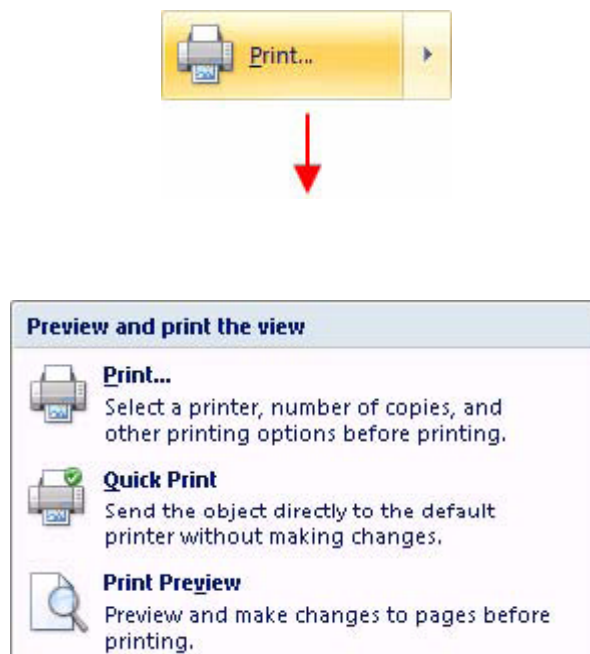 Print...
Preview and print the view
Print...
Select a printer, number of copies, and
other printing options before printing.
Quick Print
Send the object directly to the default
printer without making changes.
Print Preview
Preview and make changes to pages before
printing.